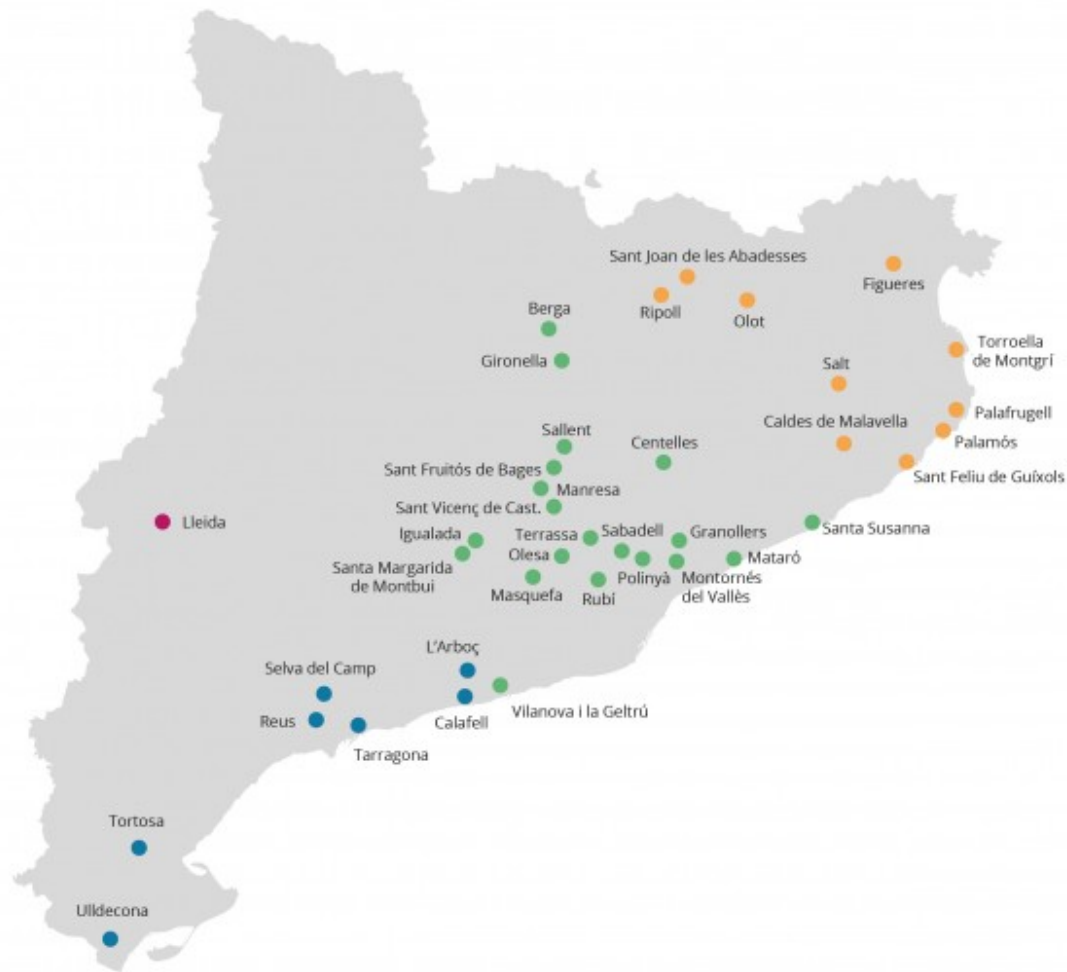 Sant Joan de les Abadesses
Figueres
Ripoll
Olot
Berga
Gironella
Torroella
de Montgrí
Salt
Palafrugell
Caldes de Malavella
Palamós
Sant Feliu de Guíxols
Sallent
Centelles
Sant Fruitós de Bages
Manresa
Sant Vicenç de Cast.
Lleida
Igualada
Terrassa
Sabadell
Granollers
Santa Susanna
Santa Margarida
de Montbui
Olesa
Polinyà
Mataró
Masquefa
Rubí
Montornés
del Vallès
L'Arboç
Selva del Camp
Reus
Calafell
Vilanova i la Geltrú
Tarragona
Tortosa
Ulldecona